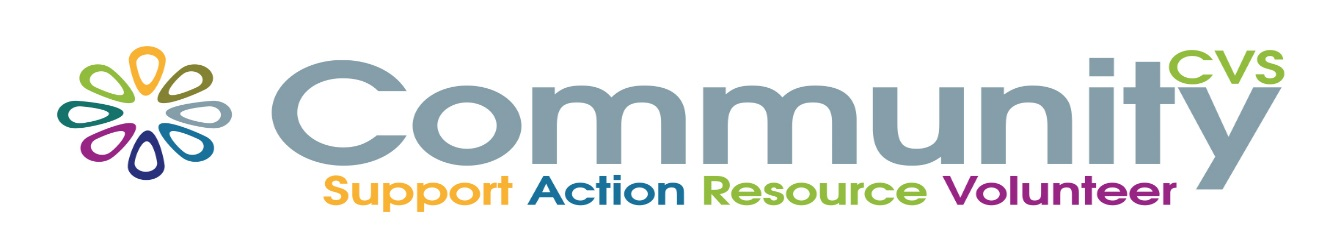 Community CVS
Support Action Resource Volunteer